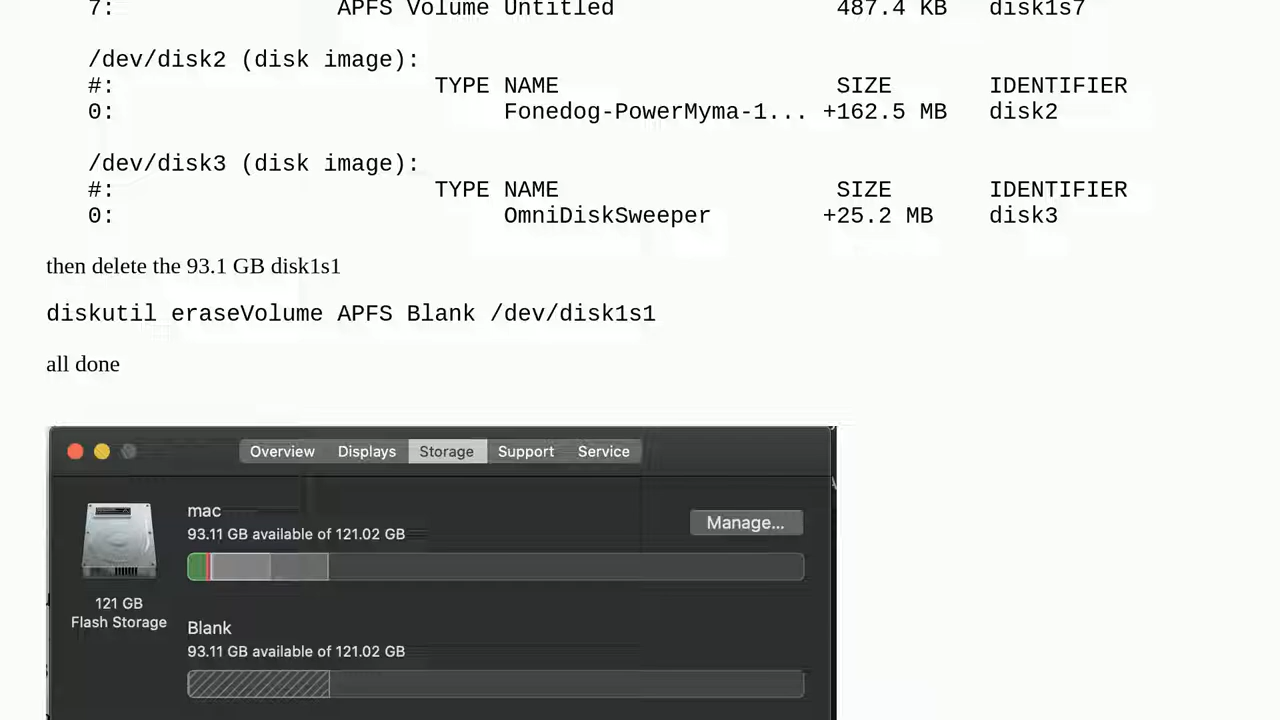 7: APFS Volume Untitled 487.4 KB disk1s7
/dev/disk2 (disk image):
#: TYPE NAME SIZE IDENTIFIER
0: Fonedog-PowerMyma-1... +162.5 MB disk2
/dev/disk3 (disk image):
#: TYPE NAME SIZE IDENTIFIER
0: OmniDiskSweeper +25.2 MB disk3
then delete the 93.1 GB disk1s1
diskutil eraseVolume APFS Blank /dev/disk1s1
all done
Overview Displays Storage Support Service
mac
93.11 GB available of 121.02 GB
Manage...
121 GB
Flash Storage
Blank
93.11 GB available of 121.02 GB